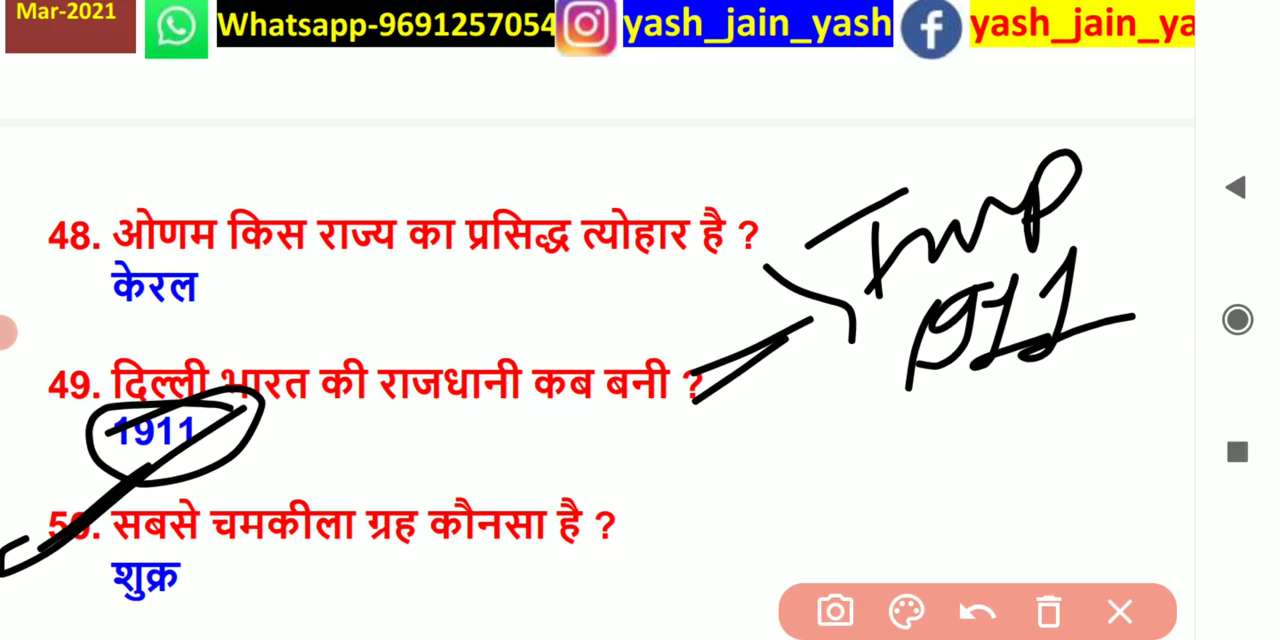 Mar-2021 Whatsapp-9691257054 yash_jain_yash yash_jain_ya
48. ओणम किस राज्य का प्रसिद्ध त्योहार है ?
केरल
Imp
1911
49. दिल्ली भारत की राजधानी कब बनी ?
1911
50. सबसे चमकीला ग्रह कौनसा है ?
शुक्र